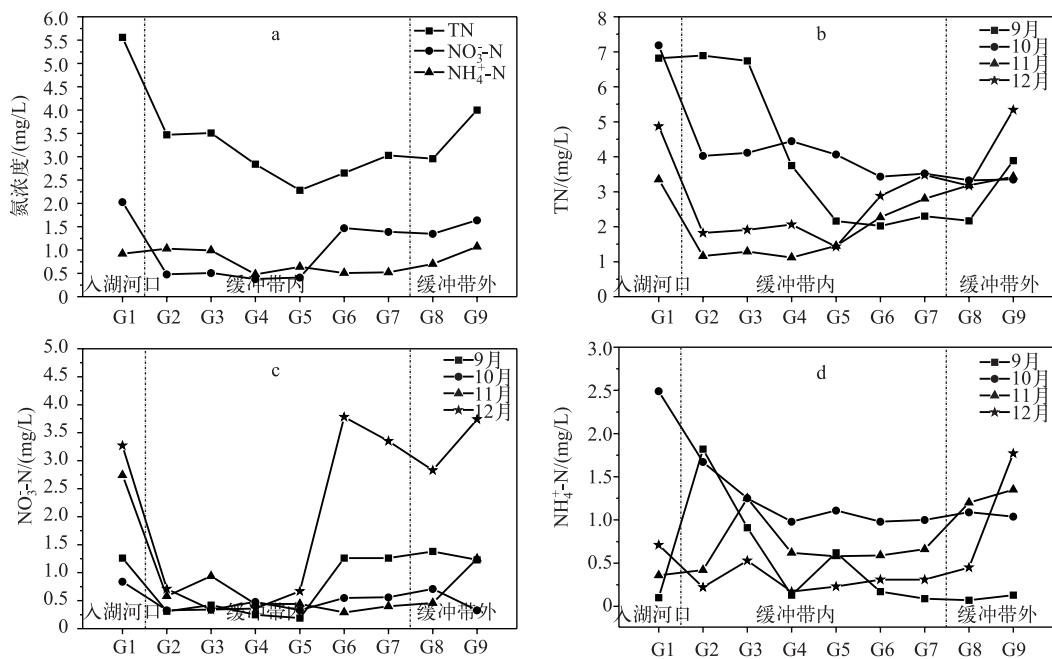 a
TN
NO₃⁻-N
NH₄⁺-N
氮浓度/(mg/L)
6.0
5.5
5.0
4.5
4.0
3.5
3.0
2.5
2.0
1.5
1.0
0.5
0
入湖河口
缓冲带内
缓冲带外
G1 G2 G3 G4 G5 G6 G7 G8 G9
b
9月
10月
11月
12月
TN/(mg/L)
8
7
6
5
4
3
2
1
0
入湖河口
缓冲带内
缓冲带外
G1 G2 G3 G4 G5 G6 G7 G8 G9
c
9月
10月
11月
12月
NO₃⁻-N/(mg/L)
5.0
4.5
4.0
3.5
3.0
2.5
2.0
1.5
1.0
0.5
0
入湖河口
缓冲带内
缓冲带外
G1 G2 G3 G4 G5 G6 G7 G8 G9
d
9月
10月
11月
12月
NH₄⁺-N/(mg/L)
3.0
2.5
2.0
1.5
1.0
0.5
0
入湖河口
缓冲带内
缓冲带外
G1 G2 G3 G4 G5 G6 G7 G8 G9